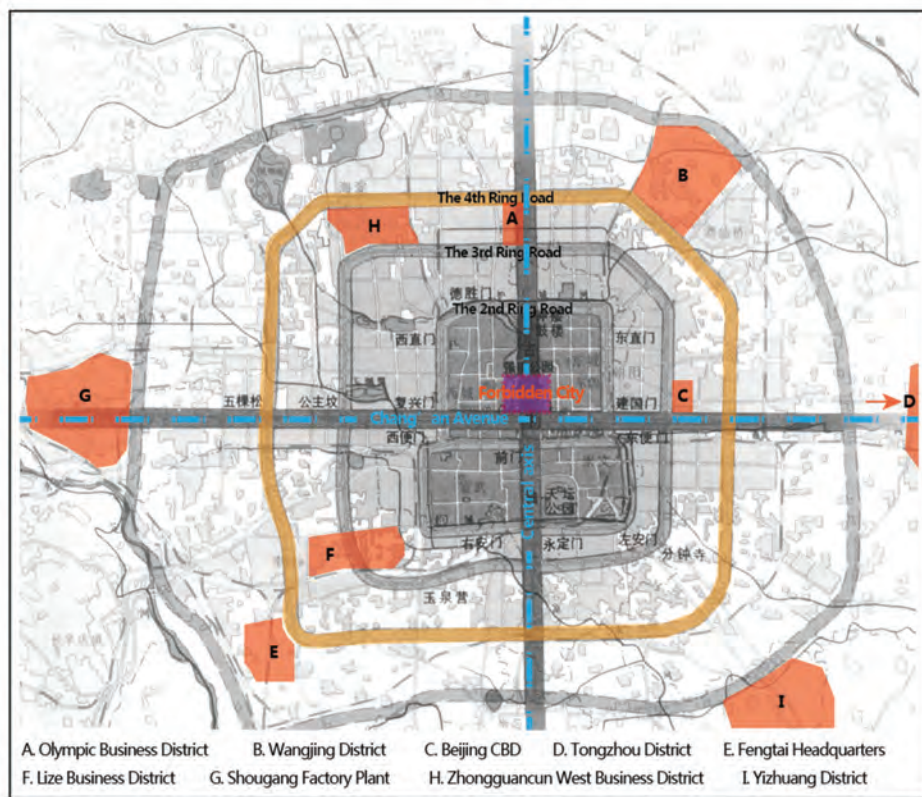 The 4th Ring Road
B
A
H
The 3rd Ring Road
德胜门
The 2nd Ring Road
鼓楼
西直门
东直门
Forbidden City
G
五棵松
公主坟
复兴门
建国门
C
D
Chang' an Avenue
西便门
东便门
前门
Central axis
天坛
公园
F
右安门
永定门
左安门
分钟寺
玉泉营
E
I
A. Olympic Business District
B. Wangjing District
C. Beijing CBD
D. Tongzhou District
E. Fengtai Headquarters
F. Lize Business District
G. Shougang Factory Plant
H. Zhongguancun West Business District
I. Yizhuang District